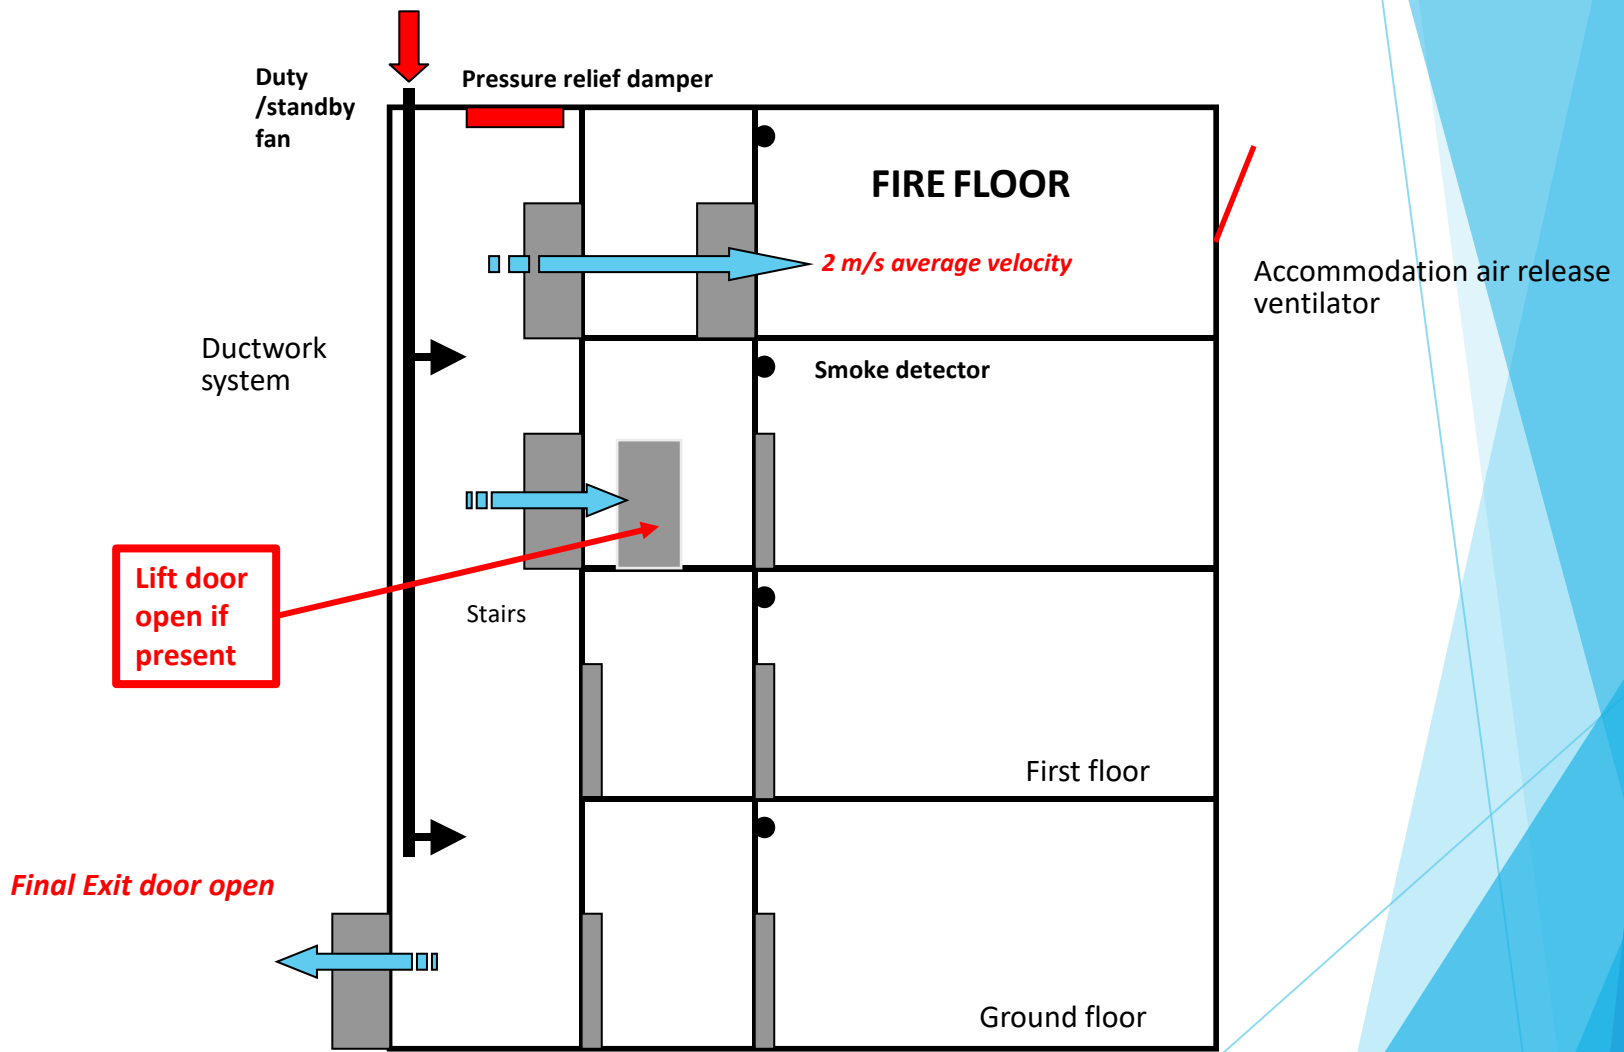 Duty
/standby
fan
Pressure relief damper
FIRE FLOOR
2 m/s average velocity
Accommodation air release
ventilator
Ductwork
system
Smoke detector
Lift door
open if
present
Stairs
First floor
Final Exit door open
Ground floor